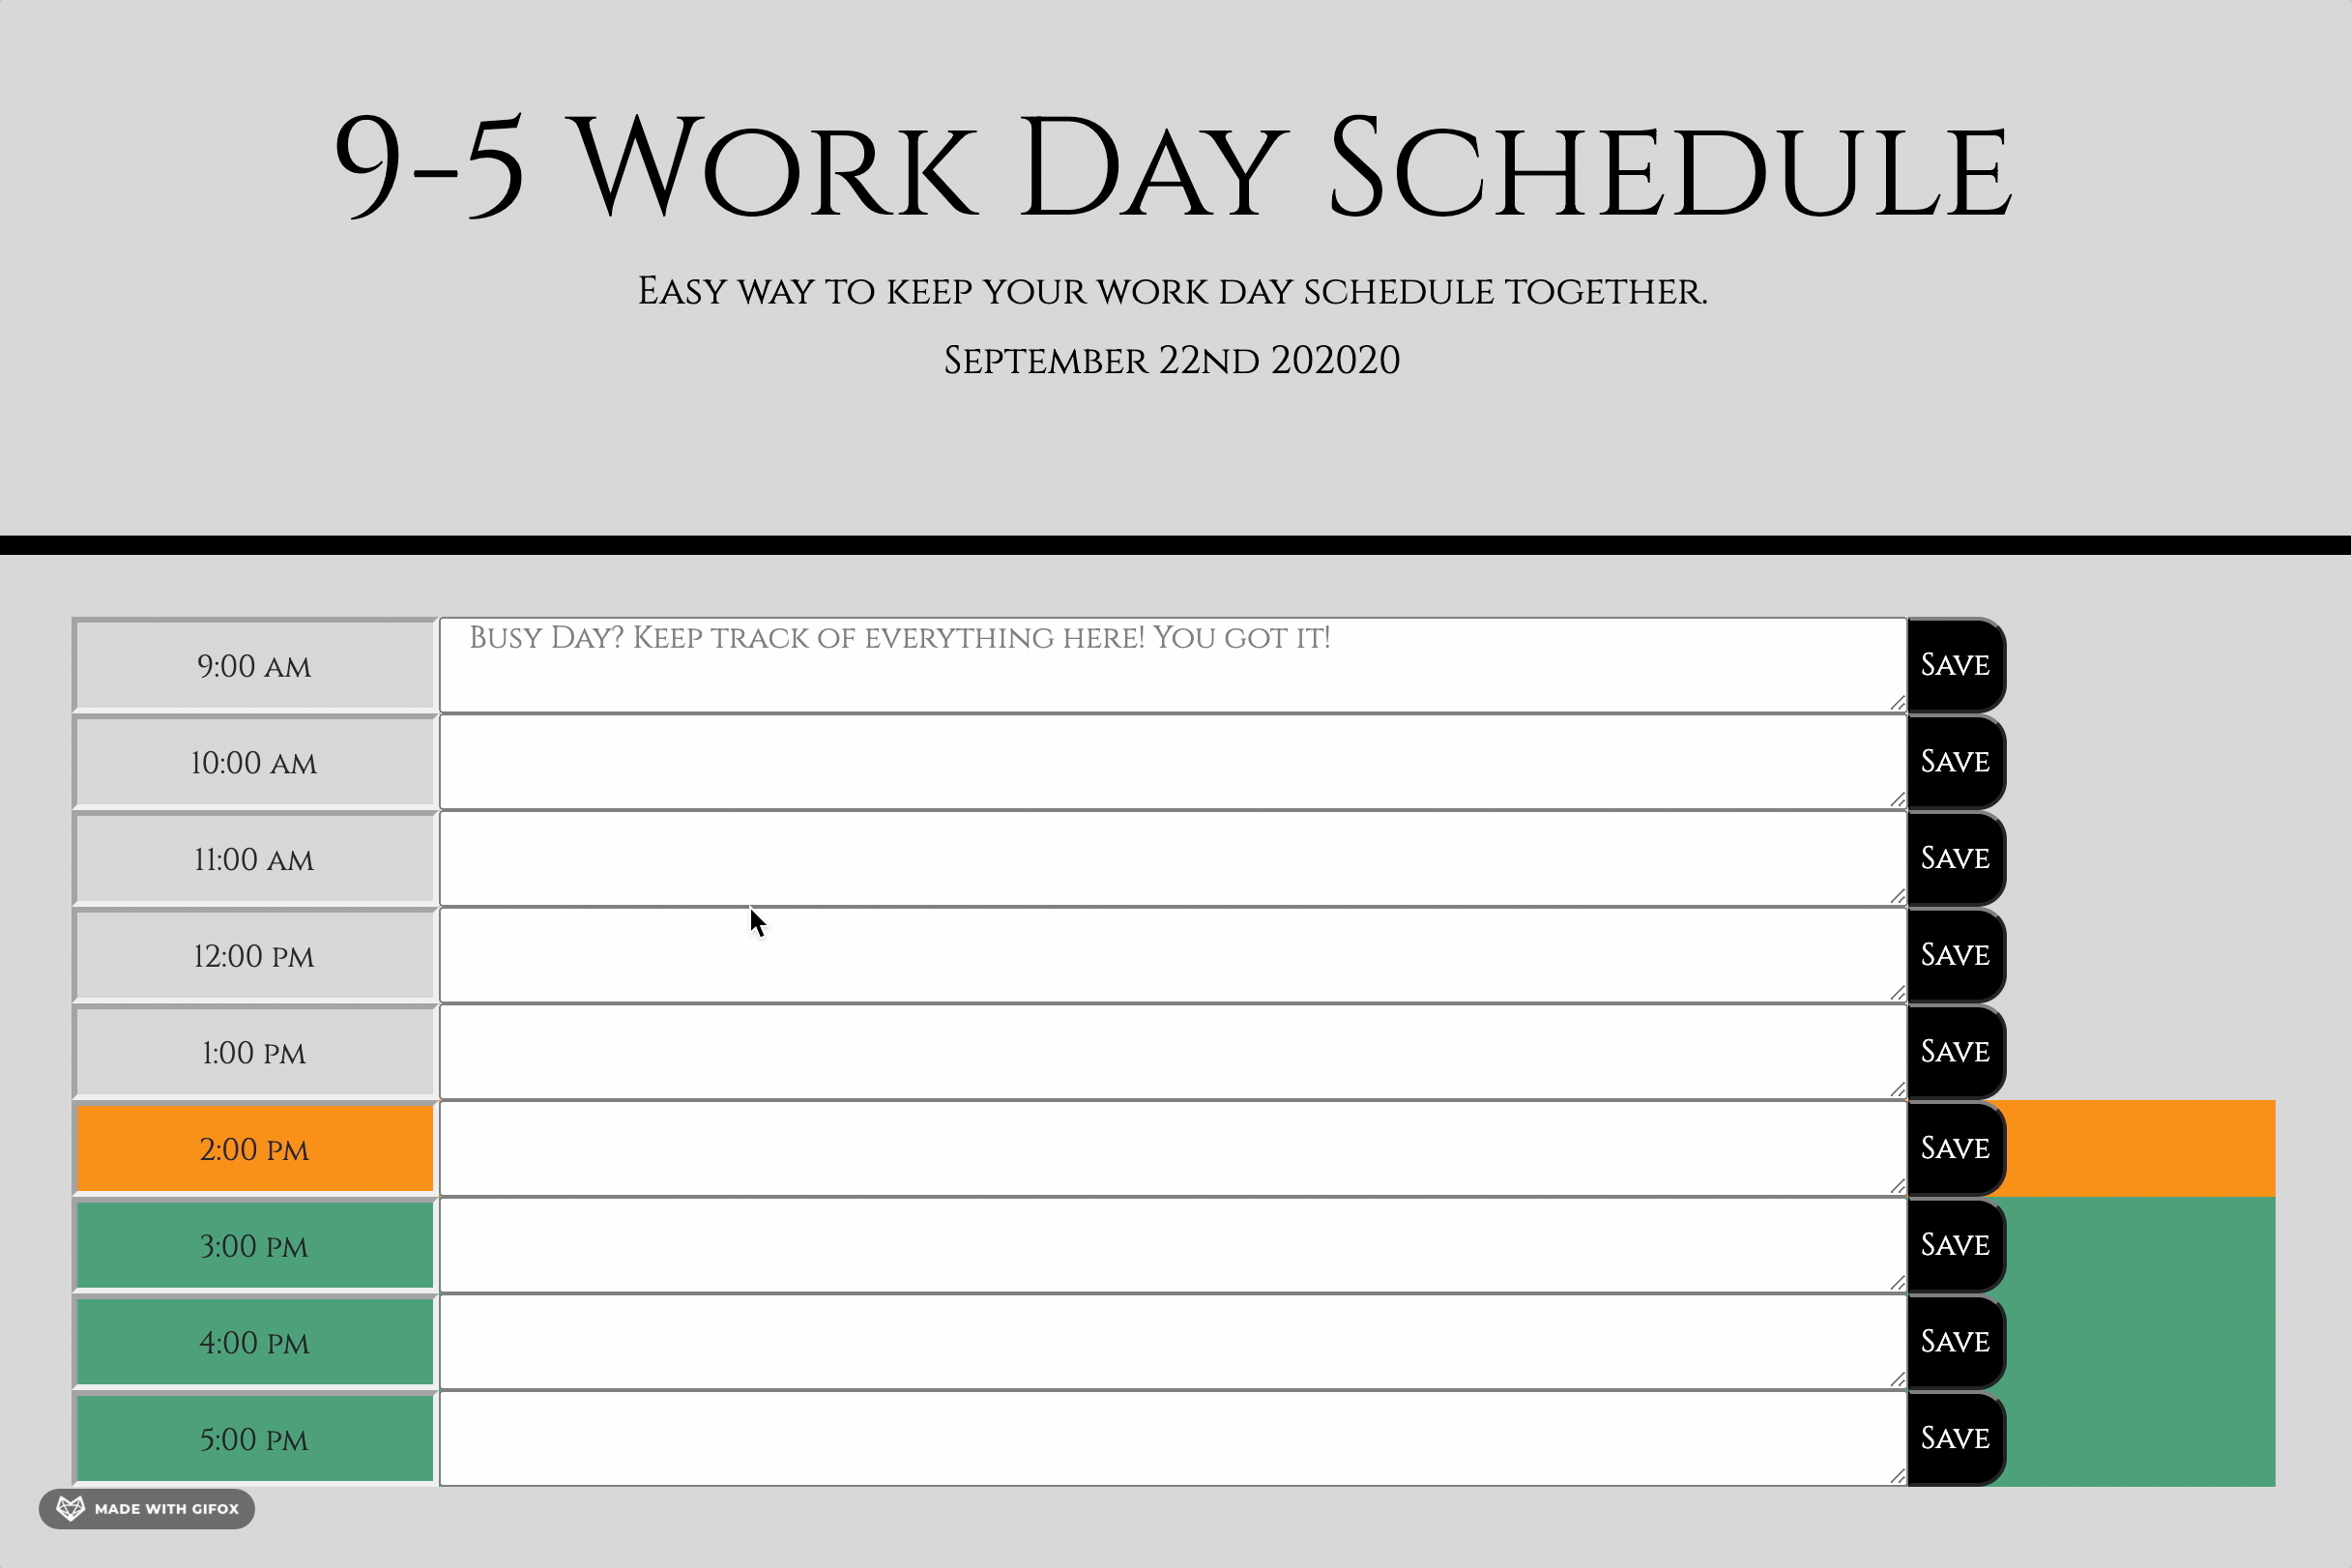 9-5 Work Day Schedule
Easy way to keep your work day schedule together.
September 22nd 202020
9:00 am Busy Day? Keep track of everything here! You got it! Save
10:00 am Save
11:00 am Save
12:00 pm Save
1:00 pm Save
2:00 pm Save
3:00 pm Save
4:00 pm Save
5:00 pm Save
MADE WITH GIFOX